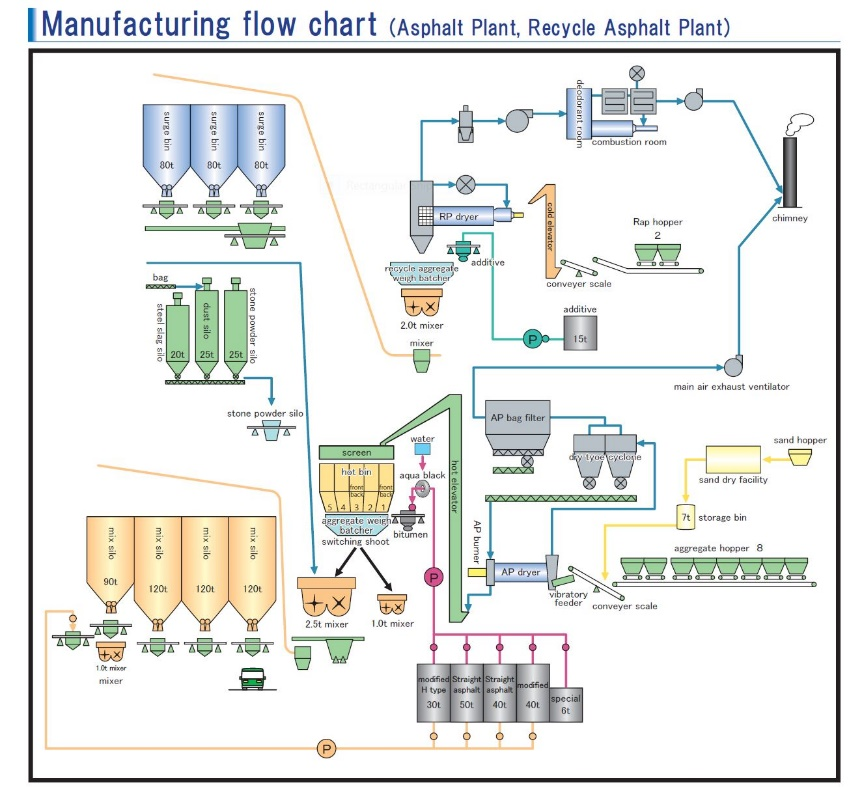 Manufacturing flow chart (Asphalt Plant, Recycle Asphalt Plant)
surge bin
80t
surge bin
80t
surge bin
80t
deodorant room
combustion room
chimney
RP dryer
cold elevator
Rap hopper
2
additive
recycle aggregate
weigh batcher
conveyer scale
2.0t mixer
additive
15t
P
mixer
bag
steel slag silo
20t
dust silo
25t
stone powder silo
25t
stone powder silo
main air exhaust ventilator
AP bag filter
dry tyoe cyclone
sand hopper
sand dry facility
7t
storage bin
screen
hot bin
front
back
front
back
5 4 3 2 1
water
aqua black
bitumen
hot elevator
aggregate weigh
batcher
switching shoot
AP burner
AP dryer
vibratory
feeder
conveyer scale
aggregate hopper 8
mix silo
90t
mix silo
120t
mix silo
120t
mix silo
120t
2.5t mixer
1.0t mixer
P
1.0t mixer
mixer
modified
H type
30t
Straight
asphalt
50t
Straight
asphalt
40t
modified
40t
special
6t
P